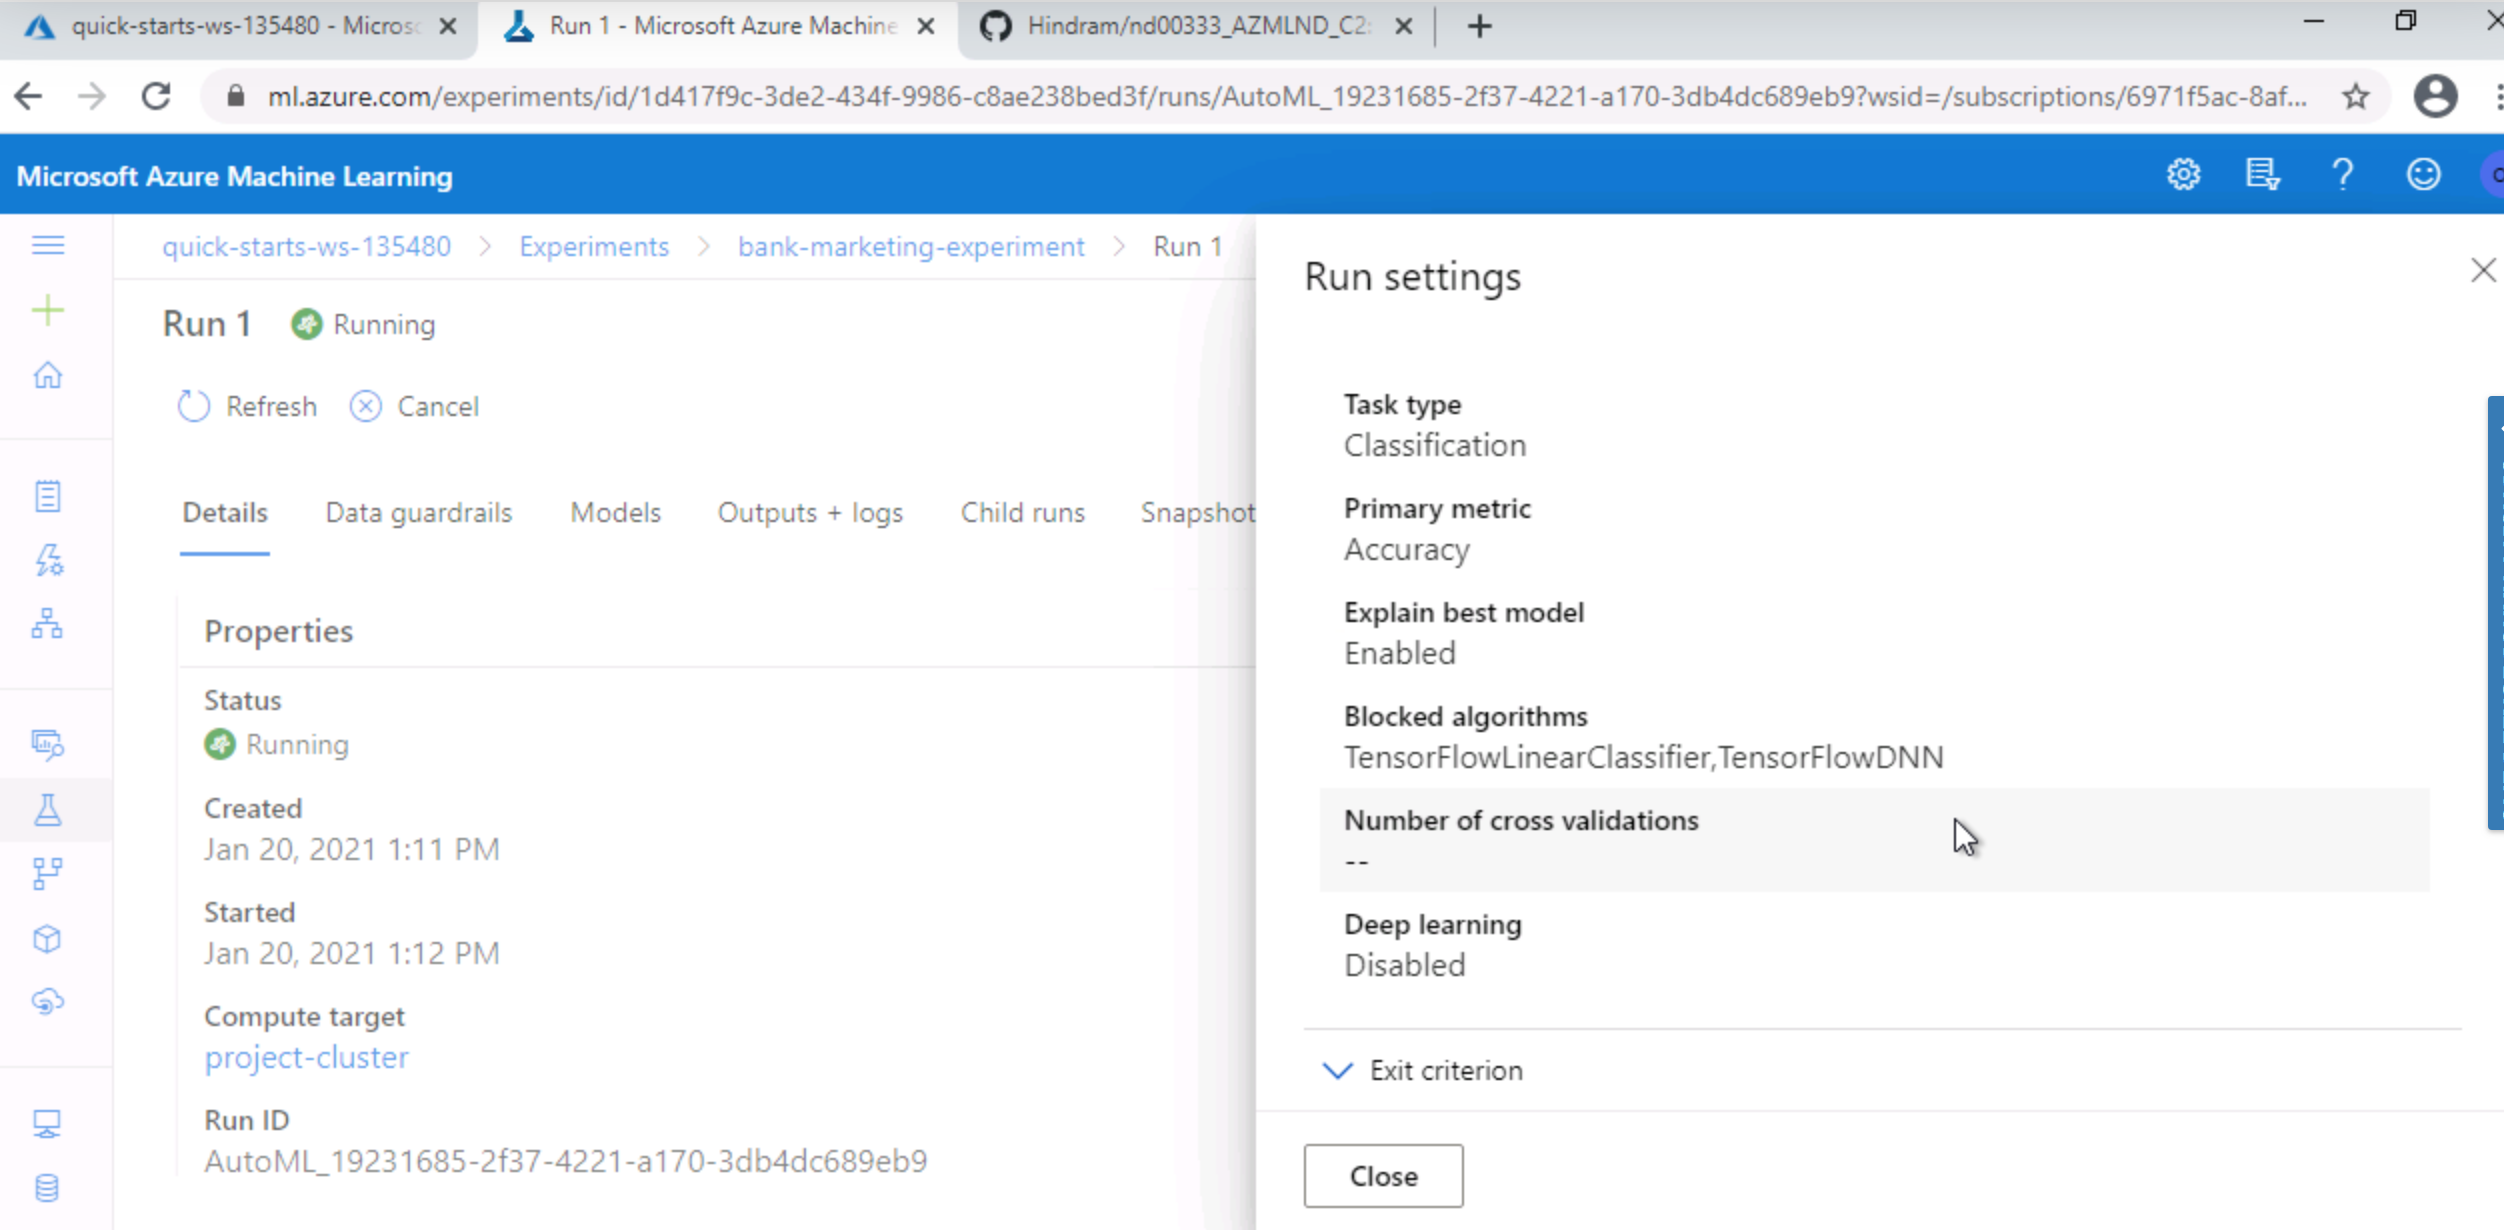 quick-starts-ws-135480 - Microsc
Run 1 - Microsoft Azure Machine
Hindram/nd00333_AZMLND_C2:
ml.azure.com/experiments/id/1d417f9c-3de2-434f-9986-c8ae238bed3f/runs/AutoML_19231685-2f37-4221-a170-3db4dc689eb9?wsid=/subscriptions/6971f5ac-8af...
Microsoft Azure Machine Learning
quick-starts-ws-135480 > Experiments > bank-marketing-experiment > Run 1
Run 1 Running
Refresh Cancel
Details Data guardrails Models Outputs + logs Child runs Snapshot
Properties
Status
Running
Created
Jan 20, 2021 1:11 PM
Started
Jan 20, 2021 1:12 PM
Compute target
project-cluster
Run ID
AutoML_19231685-2f37-4221-a170-3db4dc689eb9
Run settings
Task type
Classification
Primary metric
Accuracy
Explain best model
Enabled
Blocked algorithms
TensorFlowLinearClassifier,TensorFlowDNN
Number of cross validations
--
Deep learning
Disabled
Exit criterion
Close